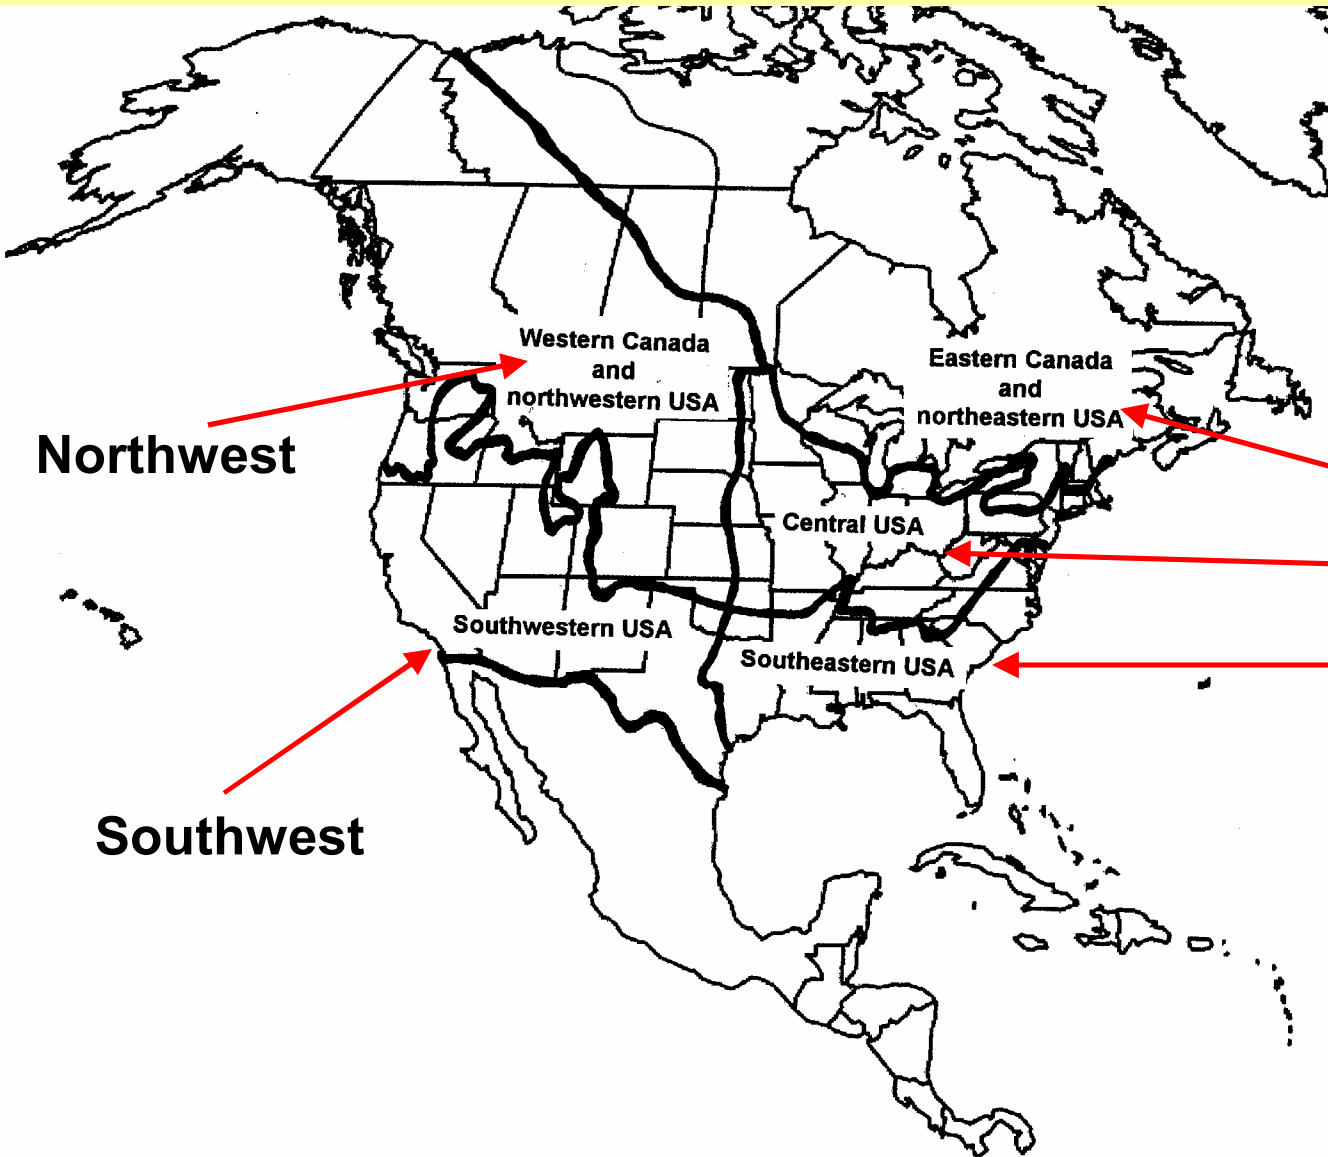 Western Canada
and
northwestern USA
Eastern Canada
and
northeastern USA
Northwest
Central USA
Southwestern USA
Southeastern USA
Southwest